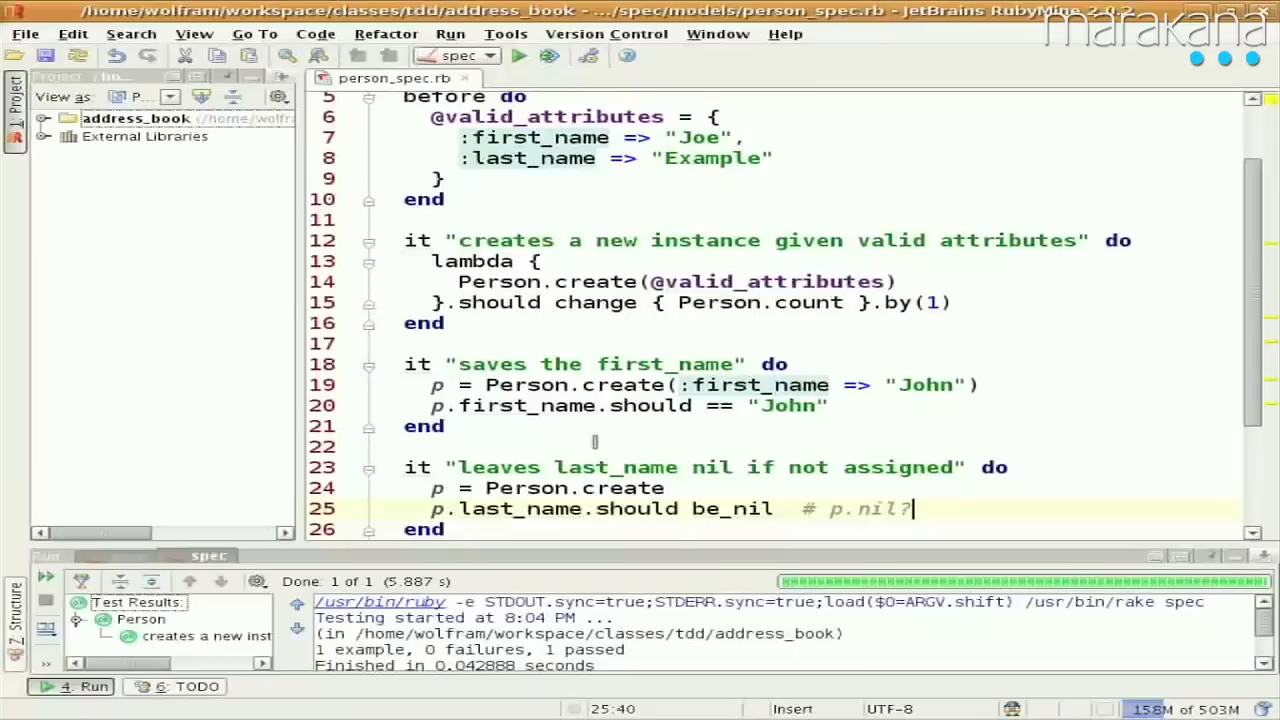 /home/wolfram/workspace/classes/tdd/address_book - .../spec/models/person_spec.rb - JetBrains RubyMine 2.0.2
marakana
File Edit Search View Go To Code Refactor Run Tools Version Control Window Help
spec
person_spec.rb
1: Project
View as: P...
address_book (/home/wolfra
External Libraries
5 before do
6 @valid_attributes = {
7 :first_name => "Joe",
8 :last_name => "Example"
9 }
10 end
11
12 it "creates a new instance given valid attributes" do
13 lambda {
14 Person.create(@valid_attributes)
15 }.should change { Person.count }.by(1)
16 end
17
18 it "saves the first_name" do
19 p = Person.create(:first_name => "John")
20 p.first_name.should == "John"
21 end
22
23 it "leaves last_name nil if not assigned" do
24 p = Person.create
25 p.last_name.should be_nil # p.nil?
26 end
Run spec
Z: Structure
Done: 1 of 1 (5.887 s)
Test Results:
Person
creates a new inst
/usr/bin/ruby -e STDOUT.sync=true;STDERR.sync=true;load($0=ARGV.shift) /usr/bin/rake spec
Testing started at 8:04 PM ...
(in /home/wolfram/workspace/classes/tdd/address_book)
1 example, 0 failures, 1 passed
Finished in 0.042888 seconds
4: Run 6: TODO
25:40 Insert UTF-8 158M of 503M